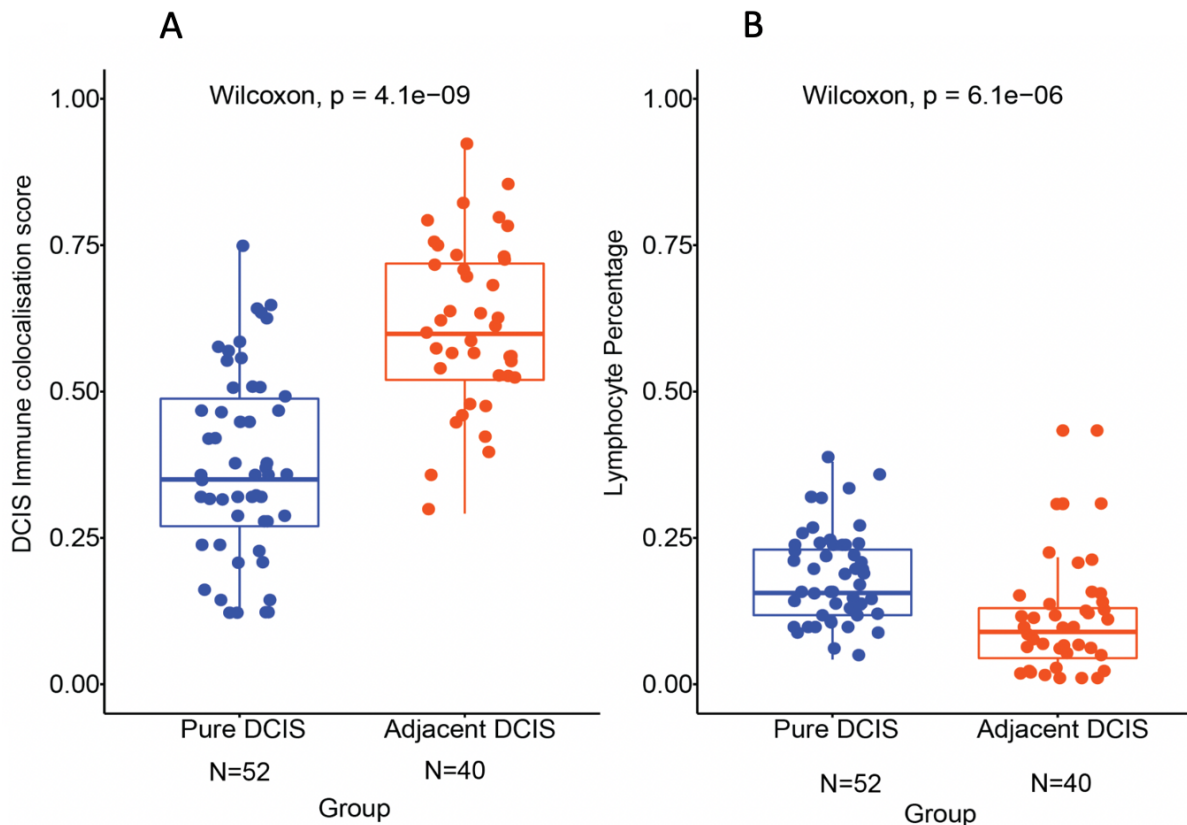 A
DCIS Immune colocalisation score
Wilcoxon, p = 4.1e−09
1.00
0.75
0.50
0.25
0.00
Pure DCIS Adjacent DCIS
N=52 N=40
Group
B
Lymphocyte Percentage
Wilcoxon, p = 6.1e−06
1.00
0.75
0.50
0.25
0.00
Pure DCIS Adjacent DCIS
N=52 N=40
Group